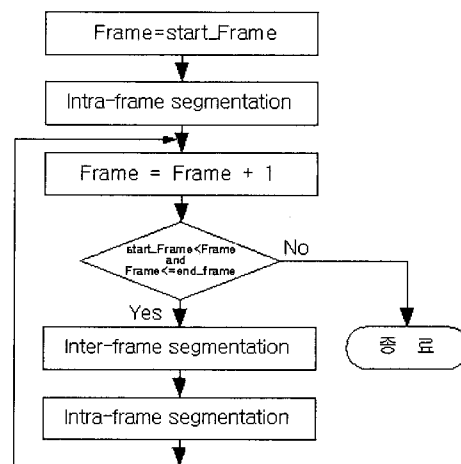 Frame=start_Frame
Intra-frame segmentation
Frame = Frame + 1
start_Frame<Frame
and
Frame<=end_frame
No
Yes
종 료
Inter-frame segmentation
Intra-frame segmentation